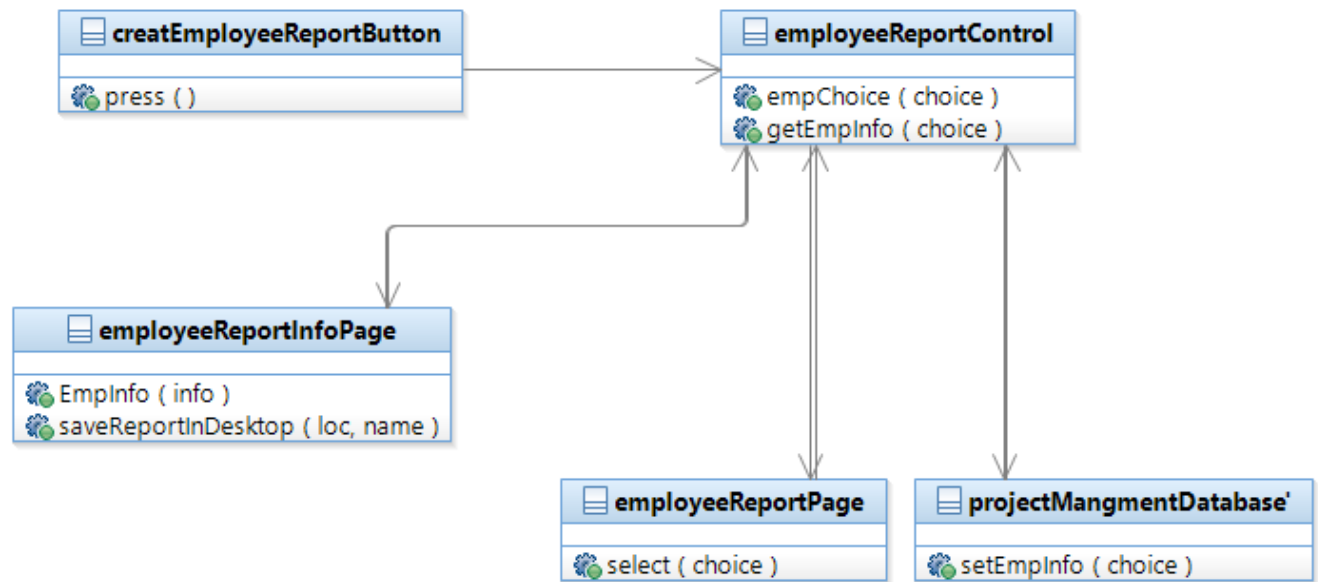 creatEmployeeReportButton
press ( )
employeeReportControl
empChoice ( choice )
getEmpInfo ( choice )
employeeReportInfoPage
EmpInfo ( info )
saveReportInDesktop ( loc, name )
employeeReportPage
select ( choice )
projectMangmentDatabase'
setEmpInfo ( choice )